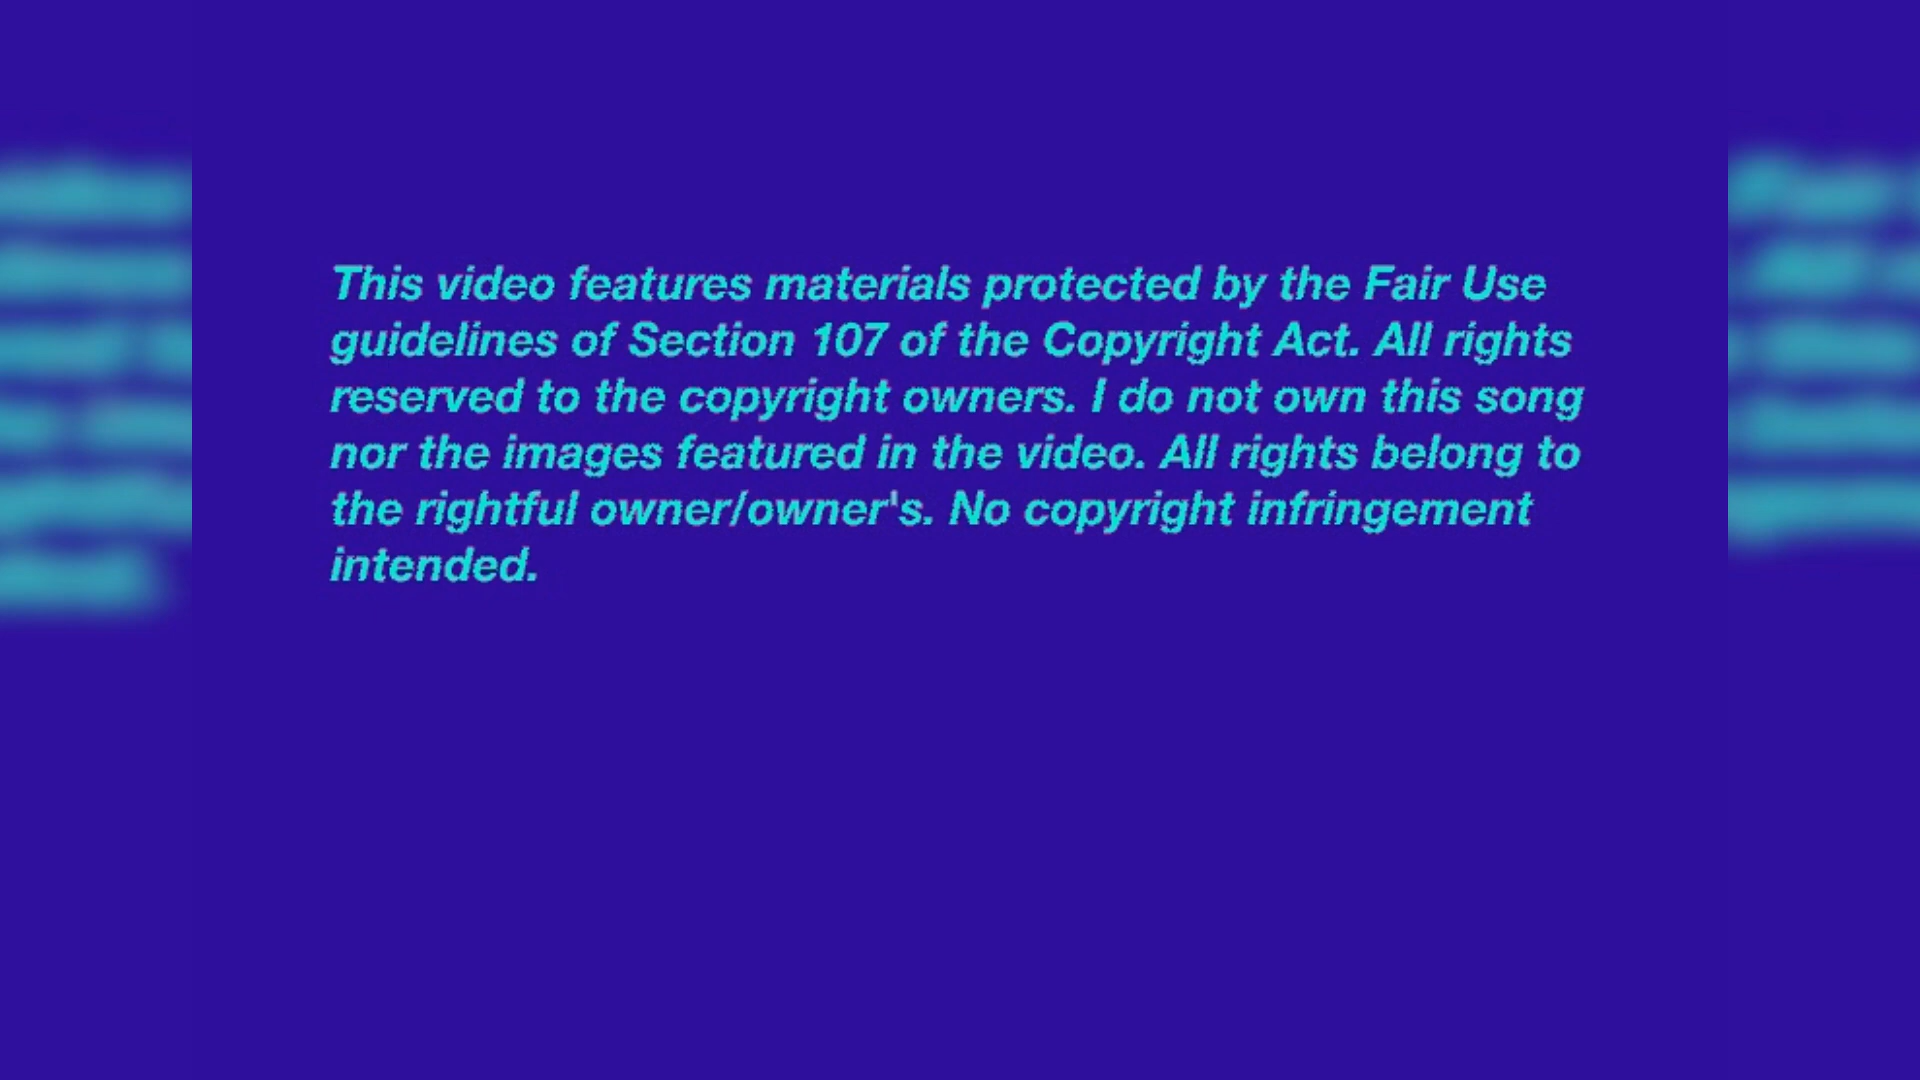 This video features materials protected by the Fair Use
guidelines of Section 107 of the Copyright Act. All rights
reserved to the copyright owners. I do not own this song
nor the images featured in the video. All rights belong to
the rightful owner/owner's. No copyright infringement
intended.